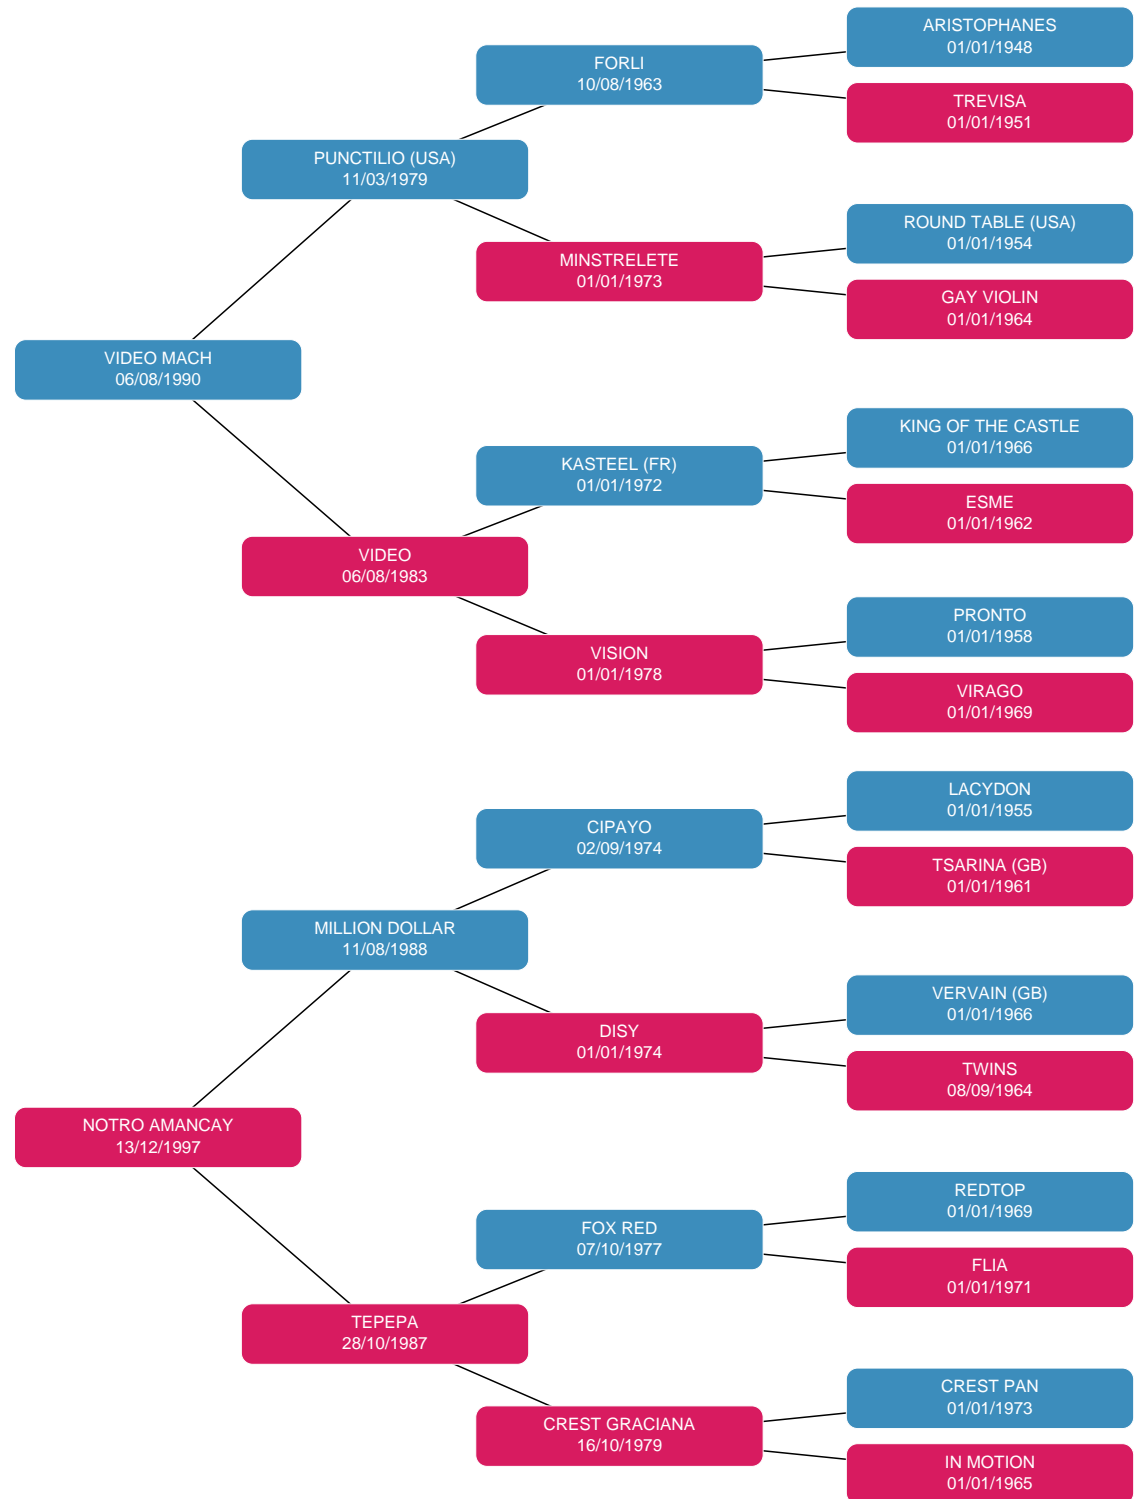 ARISTOPHANES
01/01/1948
FORLI
10/08/1963
TREVISA
01/01/1951
PUNCTILIO (USA)
11/03/1979
ROUND TABLE (USA)
01/01/1954
MINSTRELETE
01/01/1973
GAY VIOLIN
01/01/1964
VIDEO MACH
06/08/1990
KING OF THE CASTLE
01/01/1966
KASTEEL (FR)
01/01/1972
ESME
01/01/1962
VIDEO
06/08/1983
PRONTO
01/01/1958
VISION
01/01/1978
VIRAGO
01/01/1969
LACYDON
01/01/1955
CIPAYO
02/09/1974
TSARINA (GB)
01/01/1961
MILLION DOLLAR
11/08/1988
VERVAIN (GB)
01/01/1966
DISY
01/01/1974
TWINS
08/09/1964
NOTRO AMANCAY
13/12/1997
REDTOP
01/01/1969
FOX RED
07/10/1977
FLIA
01/01/1971
TEPEPA
28/10/1987
CREST PAN
01/01/1973
CREST GRACIANA
16/10/1979
IN MOTION
01/01/1965